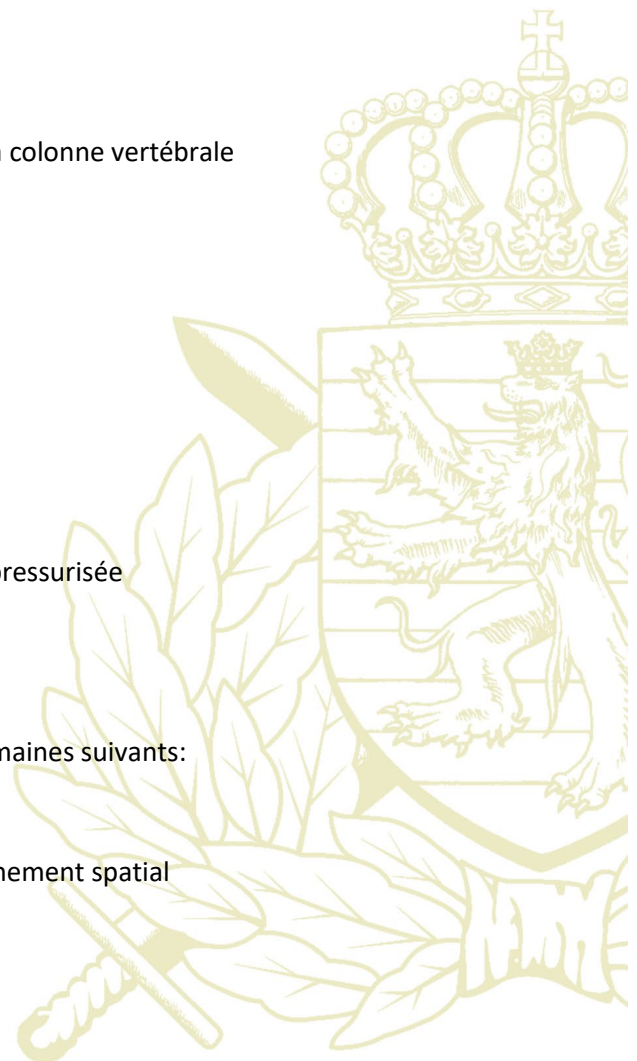 colonne vertébrale
pressurisée
maines suivants:
nement spatial